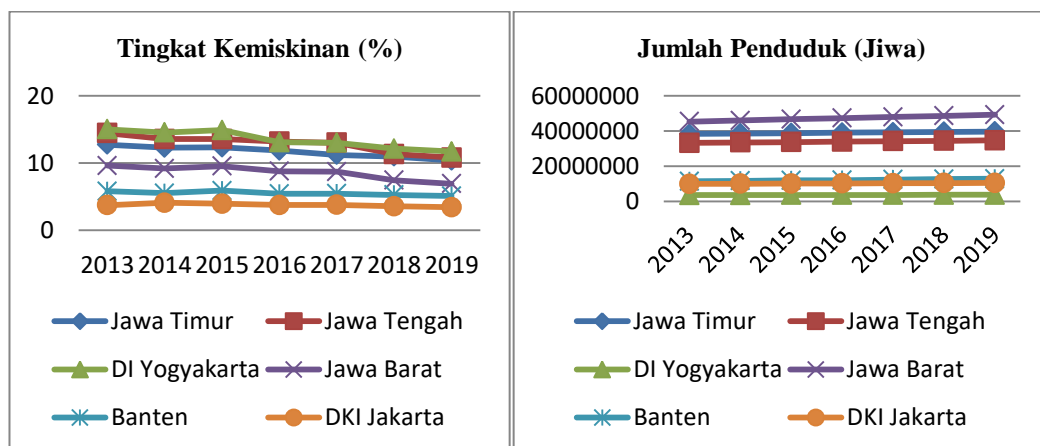 Tingkat Kemiskinan (%)
20
10
0
2013 2014 2015 2016 2017 2018 2019
Jawa Timur
Jawa Tengah
DI Yogyakarta
Jawa Barat
Banten
DKI Jakarta
Jumlah Penduduk (Jiwa)
60000000
40000000
20000000
0
2013 2014 2015 2016 2017 2018 2019
Jawa Timur
Jawa Tengah
DI Yogyakarta
Jawa Barat
Banten
DKI Jakarta